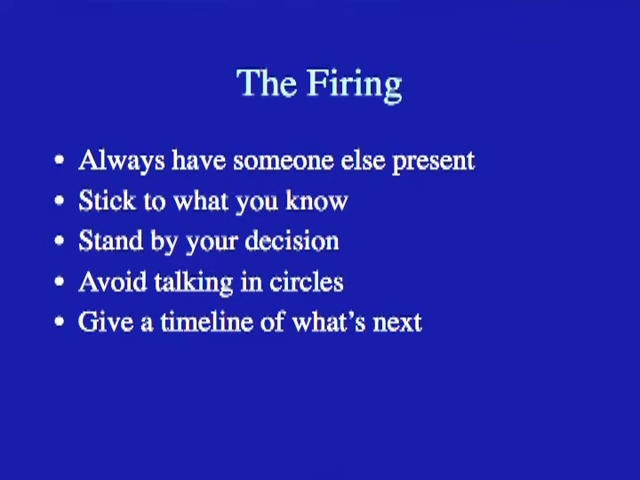 The Firing
• Always have someone else present
• Stick to what you know
• Stand by your decision
• Avoid talking in circles
• Give a timeline of what's next